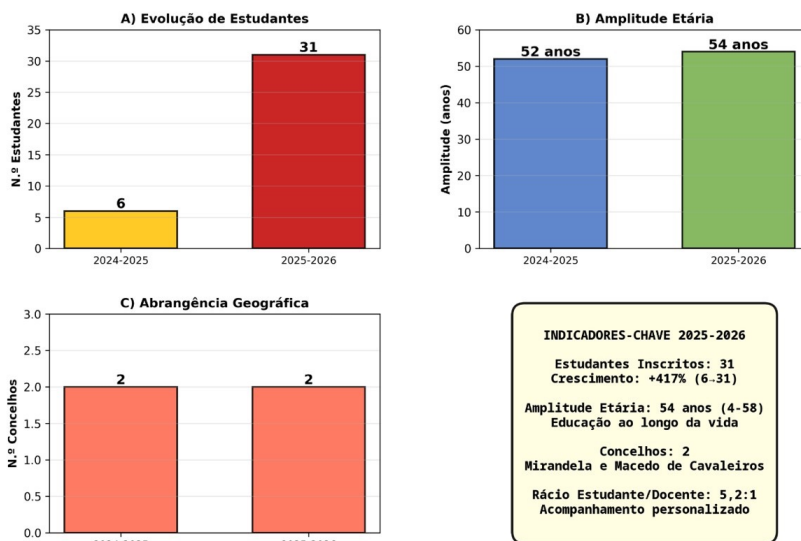 A) Evolução de Estudantes
N.º Estudantes
35
30
25
20
15
10
5
0
6
31
2024-2025
2025-2026
B) Amplitude Etária
Amplitude (anos)
60
50
40
30
20
10
0
52 anos
54 anos
2024-2025
2025-2026
C) Abrangência Geográfica
N.º Concelhos
3.0
2.5
2.0
1.5
1.0
0.5
0.0
2
2
INDICADORES-CHAVE 2025-2026
Estudantes Inscritos: 31
Crescimento: +417% (6→31)
Amplitude Etária: 54 anos (4-58)
Educação ao longo da vida
Concelhos: 2
Mirandela e Macedo de Cavaleiros
Rácio Estudante/Docente: 5,2:1
Acompanhamento personalizado